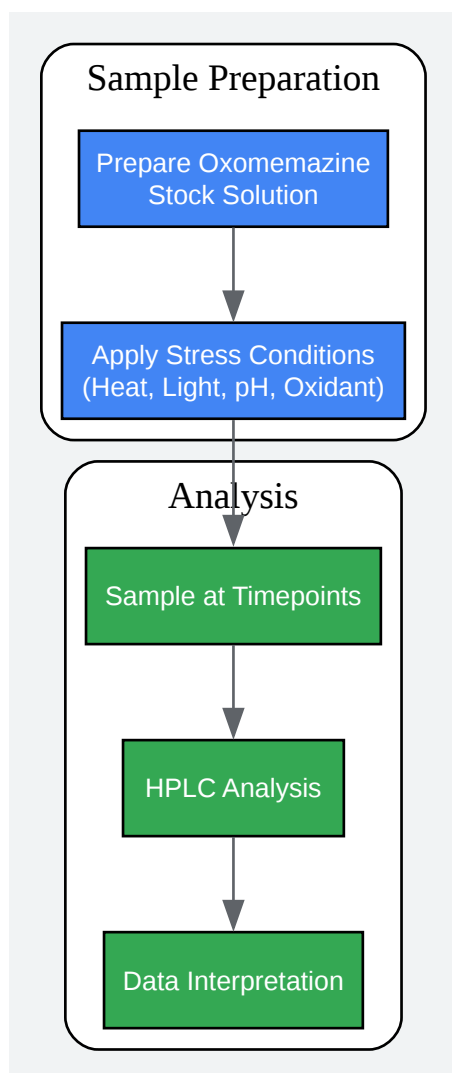 Sample Preparation
Prepare Oxomemazine
Stock Solution
Apply Stress Conditions
(Heat, Light, pH, Oxidant)
Analysis
Sample at Timepoints
HPLC Analysis
Data Interpretation